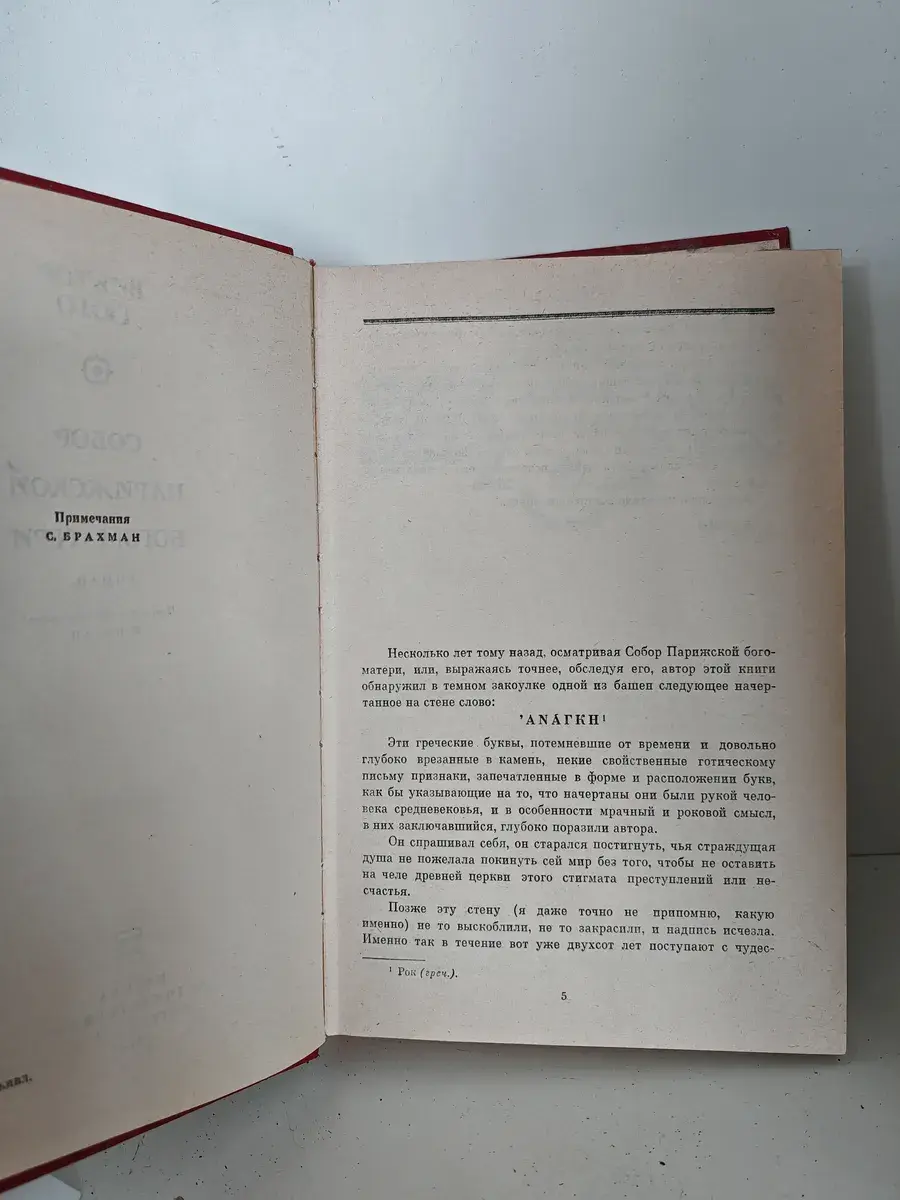 Примечания
С. БРАХМАН
Несколько лет тому назад, осматривая Собор Парижской бого-
матери, или, выражаясь точнее, обследуя его, автор этой книги
обнаружил в темном закоулке одной из башен следующее начер-
танное на стене слово:
’ΑΝÁΓΚΗ¹
Эти греческие буквы, потемневшие от времени и довольно
глубоко врезанные в камень, некие свойственные готическому
письму признаки, запечатленные в форме и расположении букв,
как бы указывающие на то, что начертаны они были рукой чело-
века средневековья, и в особенности мрачный и роковой смысл,
в них заключавшийся, глубоко поразили автора.
Он спрашивал себя, он старался постигнуть, чья страждущая
душа не пожелала покинуть сей мир без того, чтобы не оставить
на челе древней церкви этого стигмата преступлений или не-
счастья.
Позже эту стену (я даже точно не припомню, какую
именно) не то выскоблили, не то закрасили, и надпись исчезла.
Именно так в течение вот уже двухсот лет поступают с чудес-
¹ Рок (греч.).
5